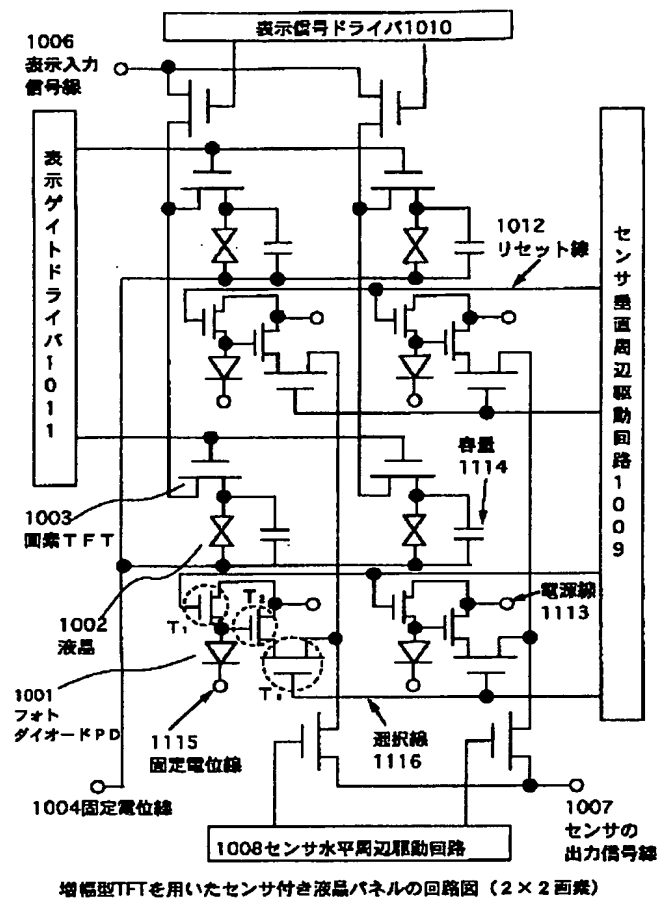 表示信号ドライバ1010
1006
表示入力
信号線
表示ゲイトドライバ1011
センサ垂直周辺駆動回路1009
1012
リセット線
容量
1114
1003
画素TFT
1002
液晶
T₁
T₂
T₃
電源線
1113
1001
フォト
ダイオードPD
1115
固定電位線
選択線
1116
1004固定電位線
1007
センサの
出力信号線
1008センサ水平周辺駆動回路
増幅型TFTを用いたセンサ付き液晶パネルの回路図(2×2画素)